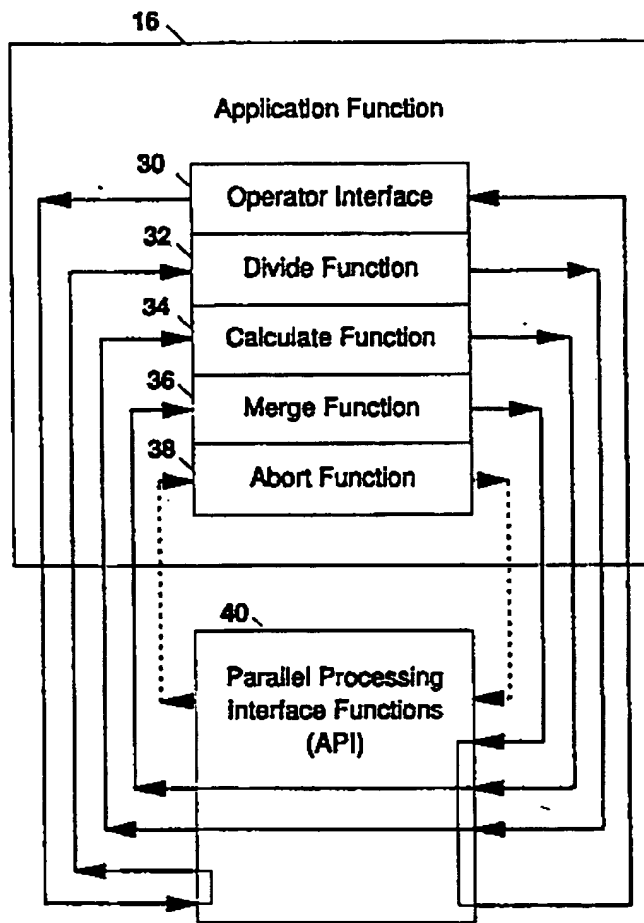 16
Application Function
30
Operator Interface
32
Divide Function
34
Calculate Function
36
Merge Function
38
Abort Function
40
Parallel Processing
Interface Functions
(API)